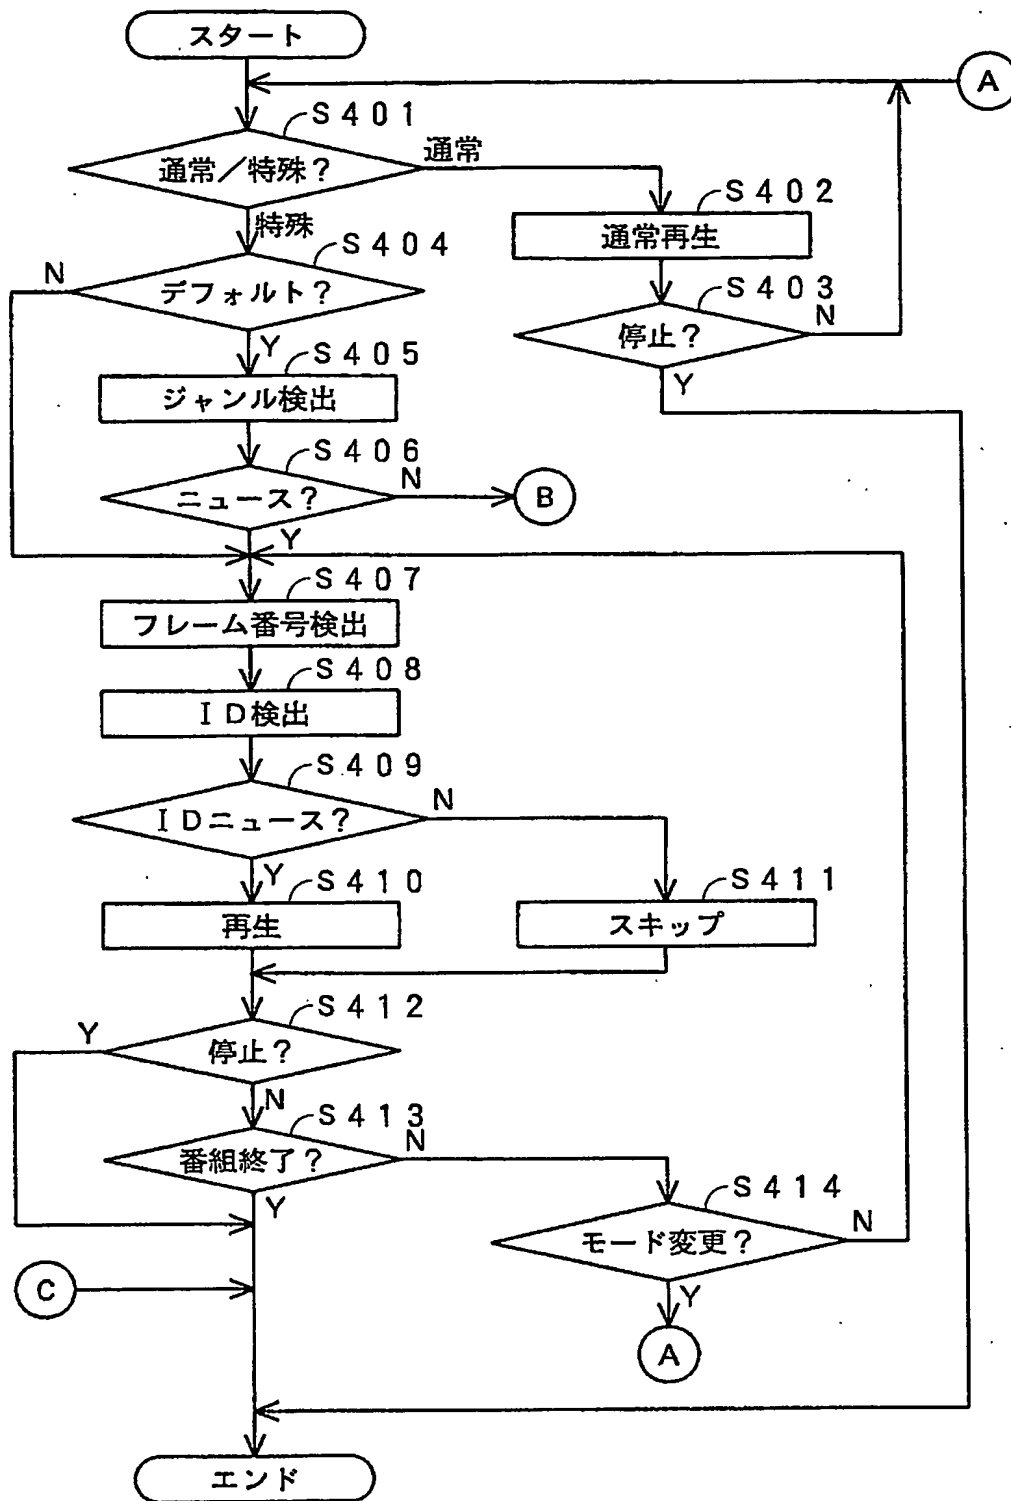 スタート
A
S401
通常/特殊?
通常
S402
通常再生
特殊
S404
N
デフォルト?
S403
停止?
N
Y
Y
S405
ジャンル検出
S406
ニュース?
N
B
Y
S407
フレーム番号検出
S408
ID検出
S409
IDニュース?
N
Y
S410
再生
S411
スキップ
S412
Y
停止?
N
S413
番組終了?
N
Y
S414
モード変更?
N
C
Y
A
エンド